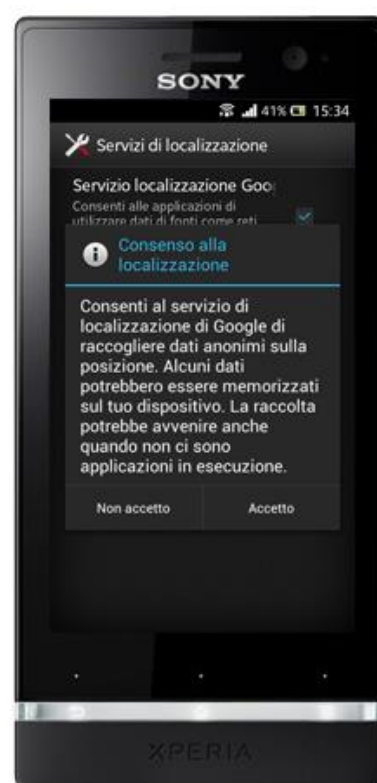 SONY
41% 15:34
Servizi di localizzazione
Servizio localizzazione Goo
Consenti alle applicazioni di
utilizzare dati di fonti come reti
Consenso alla
localizzazione
Consenti al servizio di
localizzazione di Google di
raccogliere dati anonimi sulla
posizione. Alcuni dati
potrebbero essere memorizzati
sul tuo dispositivo. La raccolta
potrebbe avvenire anche
quando non ci sono
applicazioni in esecuzione.
Non accetto Accetto
XPERIA